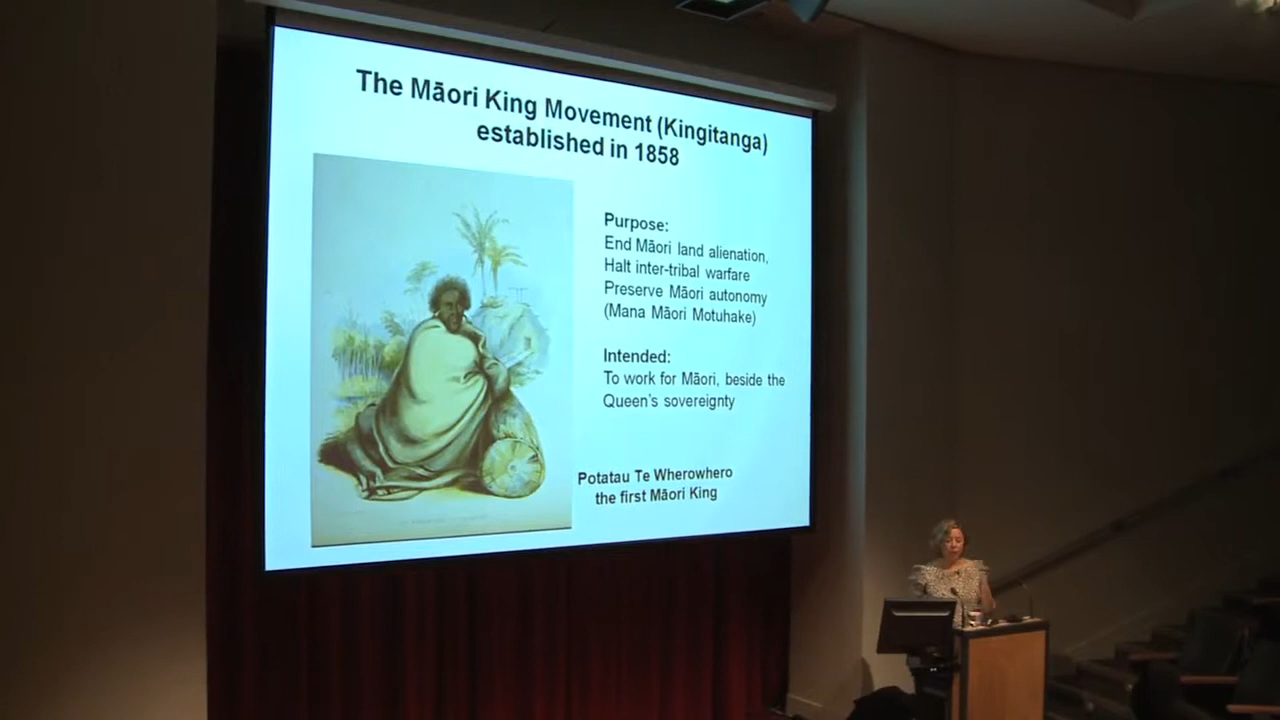 The Māori King Movement (Kingitanga)
established in 1858
Purpose:
End Māori land alienation,
Halt inter-tribal warfare
Preserve Māori autonomy
(Mana Māori Motuhake)
Intended:
To work for Māori, beside the
Queen's sovereignty
Potatau Te Wherowhero
the first Māori King